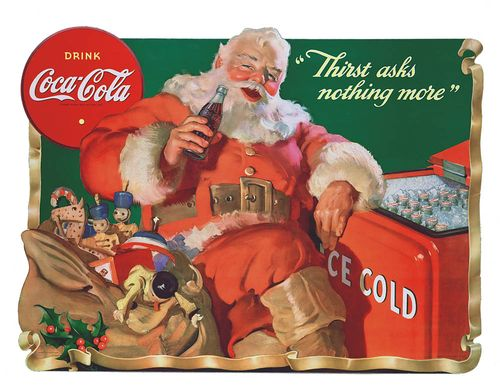 DRINK
Coca-Cola
“Thirst asks
nothing more”
CE COLD